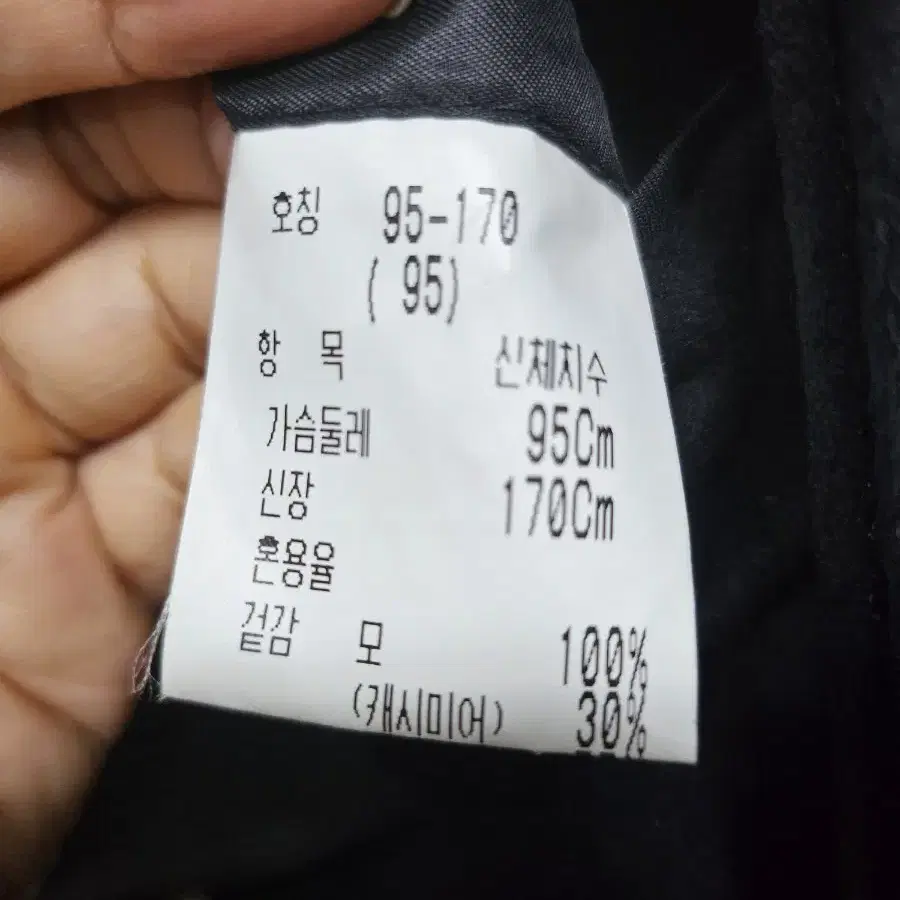 호칭 95-170
( 95)
항 목 신체치수
가슴둘레 95Cm
신장 170Cm
혼용율
겉감 모 100%
(캐시미어) 30%